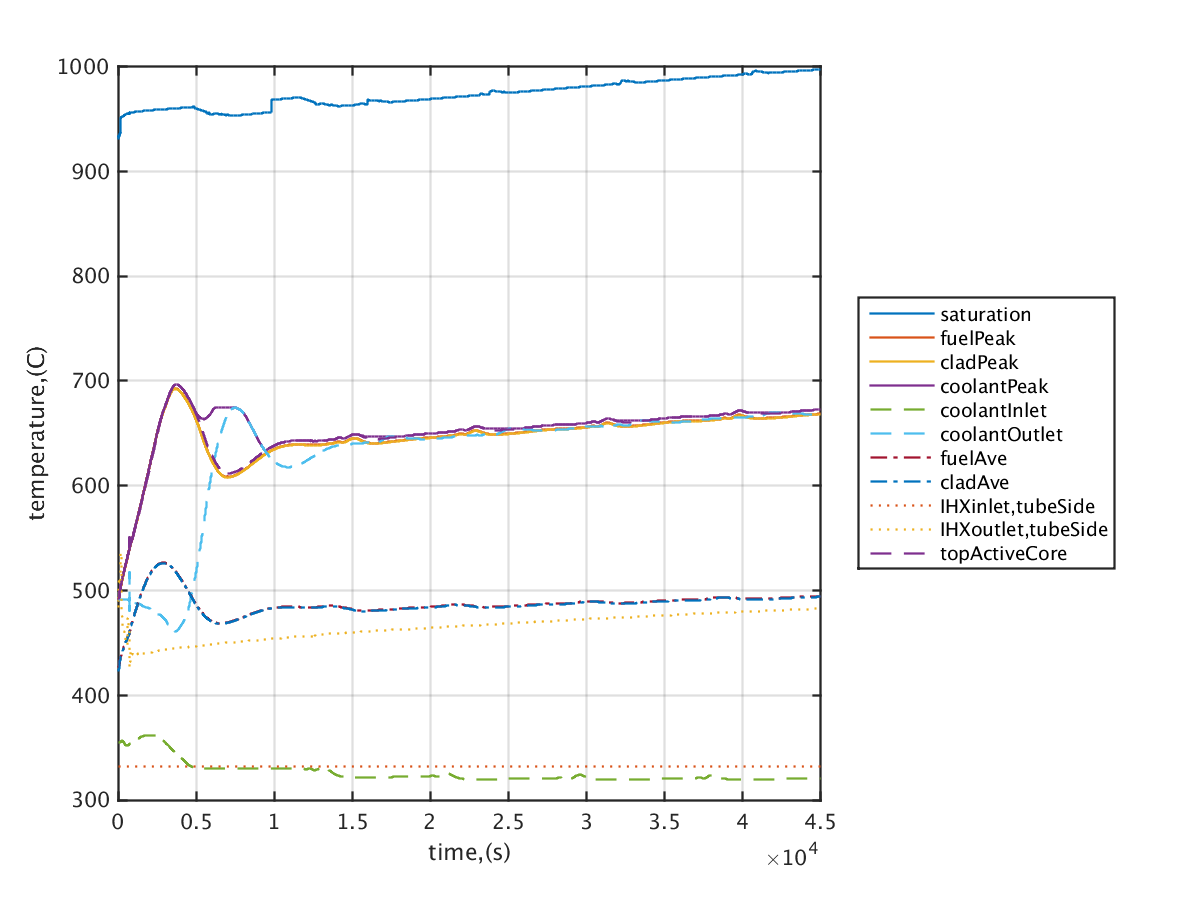 1000
900
800
700
600
500
400
300
temperature,(C)
0 0.5 1 1.5 2 2.5 3 3.5 4 4.5
time,(s)
×10⁴
saturation
fuelPeak
cladPeak
coolantPeak
coolantInlet
coolantOutlet
fuelAve
cladAve
IHXinlet,tubeSide
IHXoutlet,tubeSide
topActiveCore